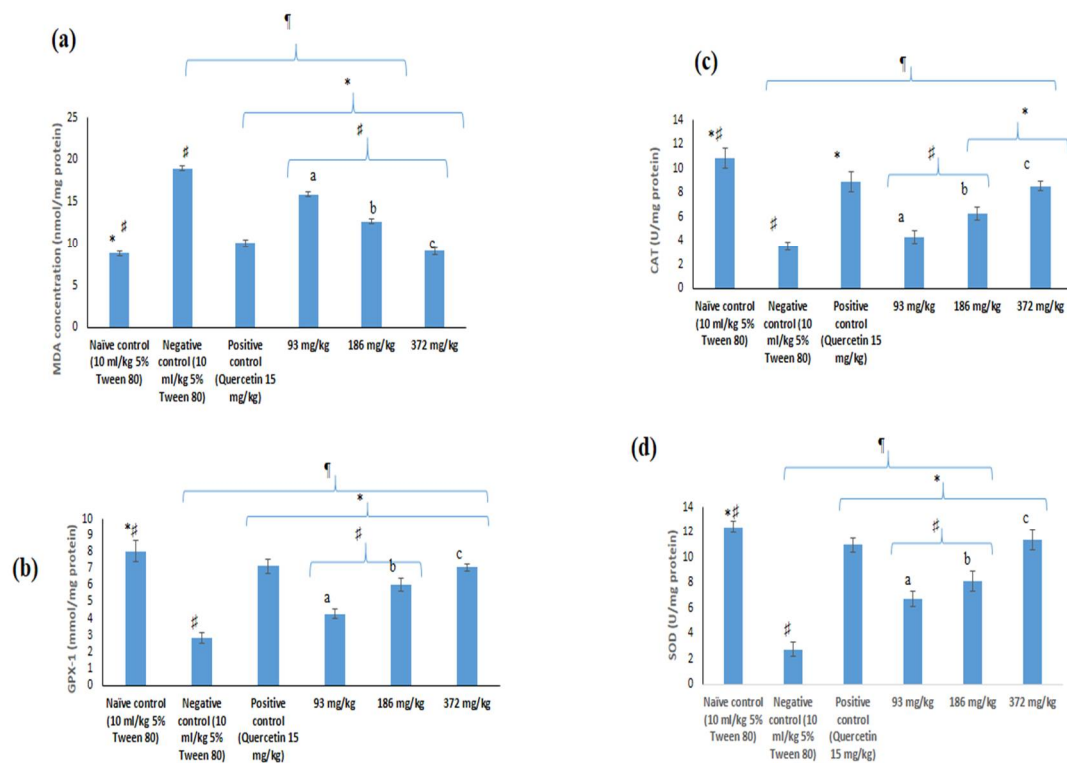 (a)
¶
*
♯
MDA concentration (nmol/mg protein)
25
20
15
10
5
0
* ♯
♯
a
b
c
Naïve control
(10 ml/kg 5%
Tween 80)
Negative
control (10
ml/kg 5%
Tween 80)
Positive
control
(Quercetin 15
mg/kg)
93 mg/kg
186 mg/kg
372 mg/kg
(c)
¶
*
♯
CAT (U/mg protein)
14
12
10
8
6
4
2
0
*♯
♯
*
a
b
c
Naïve control
(10 ml/kg 5%
Tween 80)
Negative
control (10
ml/kg 5%
Tween 80)
Positive
control
(Quercetin 15
mg/kg)
93 mg/kg
186 mg/kg
372 mg/kg
(b)
¶
*
♯
GPX-1 (mmol/mg protein)
10
9
8
7
6
5
4
3
2
1
0
*♯
♯
a
b
c
Naïve control
(10 ml/kg 5%
Tween 80)
Negative
control (10
ml/kg 5%
Tween 80)
Positive
control
(Quercetin 15
mg/kg)
93 mg/kg
186 mg/kg
372 mg/kg
(d)
¶
*
♯
SOD (U/mg protein)
14
12
10
8
6
4
2
0
*♯
♯
a
b
c
Naïve control
(10 ml/kg 5%
Tween 80)
Negative
control (10
ml/kg 5%
Tween 80)
Positive
control
(Quercetin
15 mg/kg)
93 mg/kg
186 mg/kg
372 mg/kg